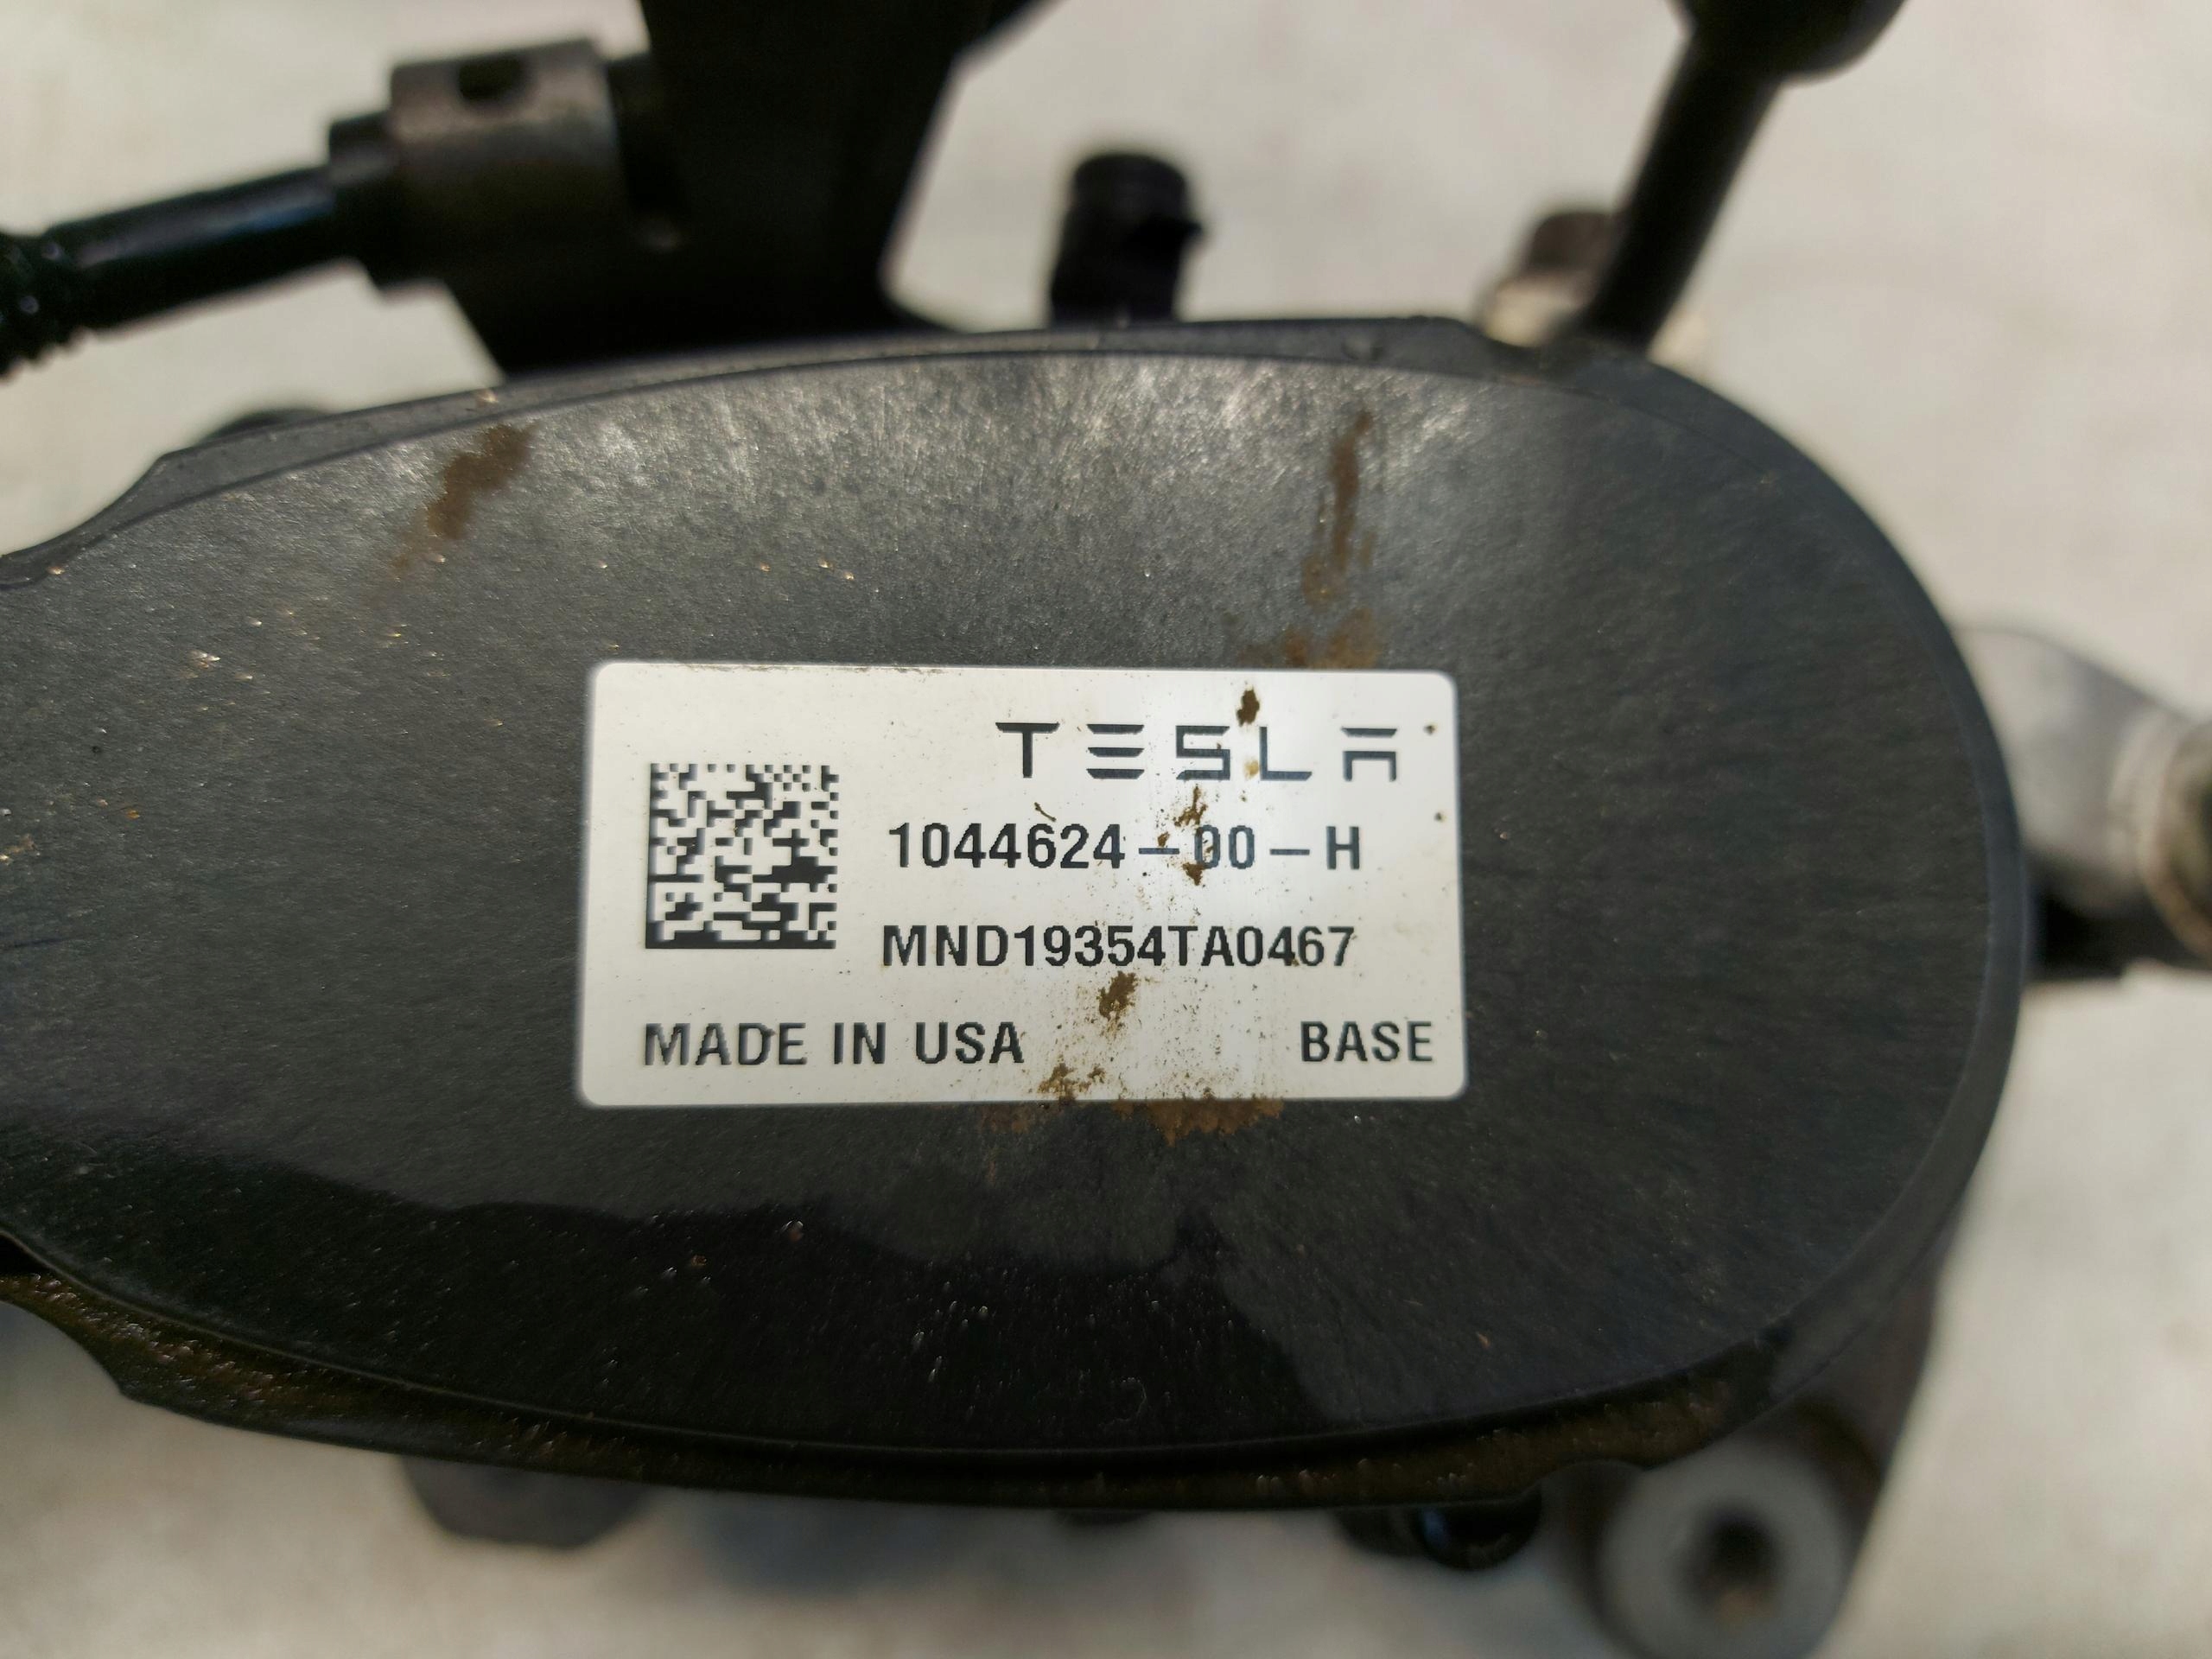 TESLA
1044624-00-H
MND19354TA0467
MADE IN USA BASE